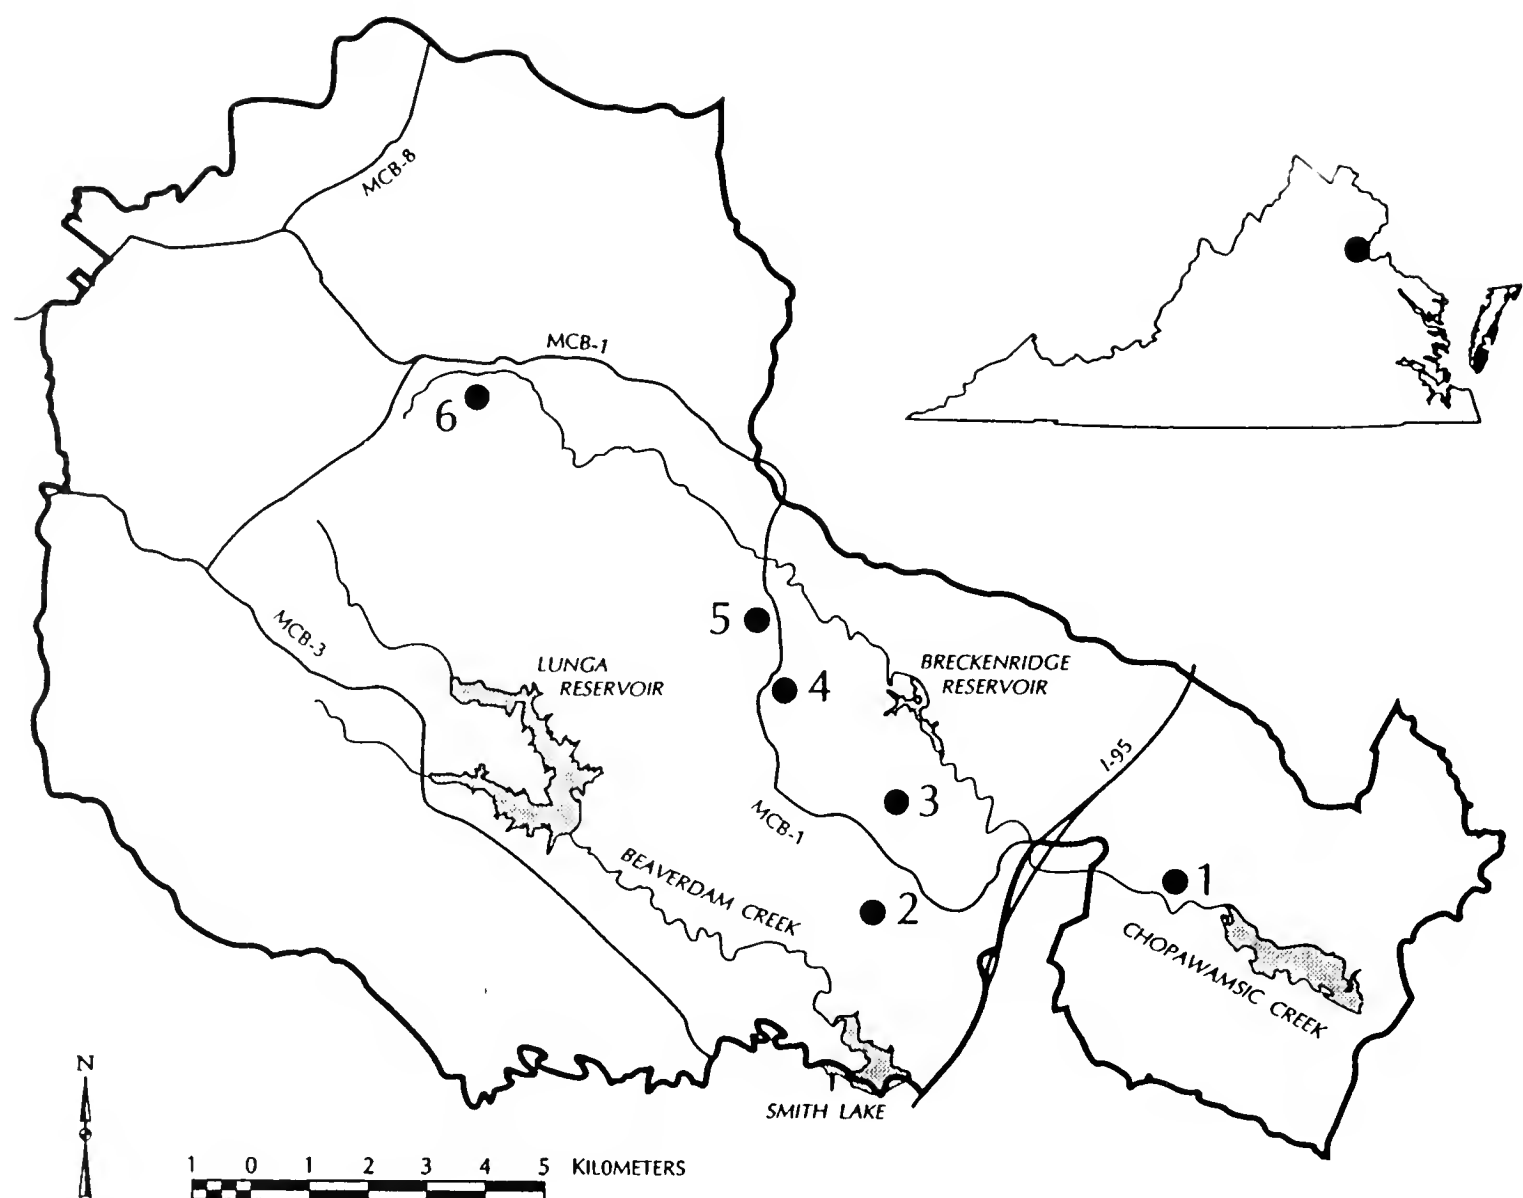 MCB-8
MCB-1
6
5
MCB-3
LUNGA
RESERVOIR
BRECKENRIDGE
RESERVOIR
4
I-95
3
MCB-1
BEAVERDAM CREEK
2
1
CHOPAWAMSIC CREEK
N
SMITH LAKE
1 0 1 2 3 4 5 KILOMETERS